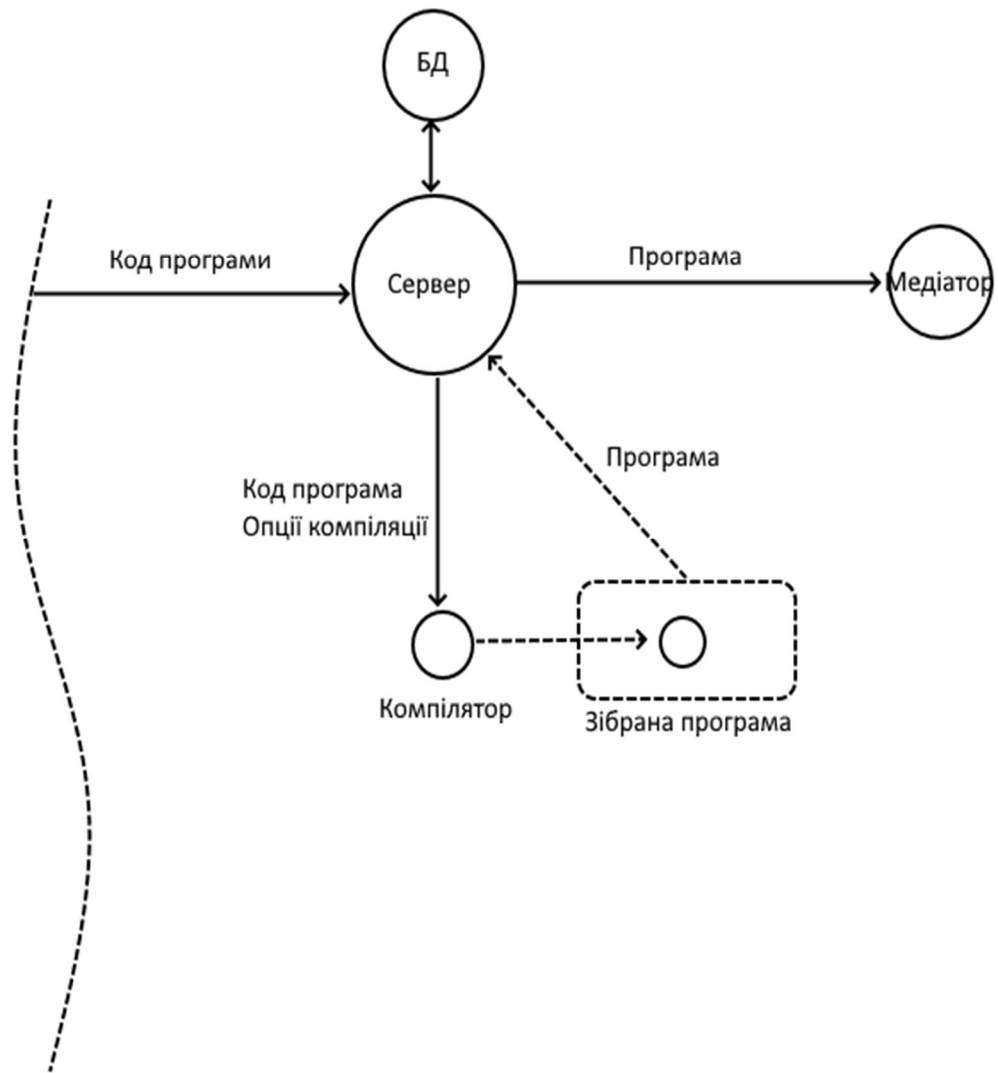 БД
Код програми
Сервер
Програма
Медіатор
Програма
Код програма
Опції компіляції
Компілятор
Зібрана програма